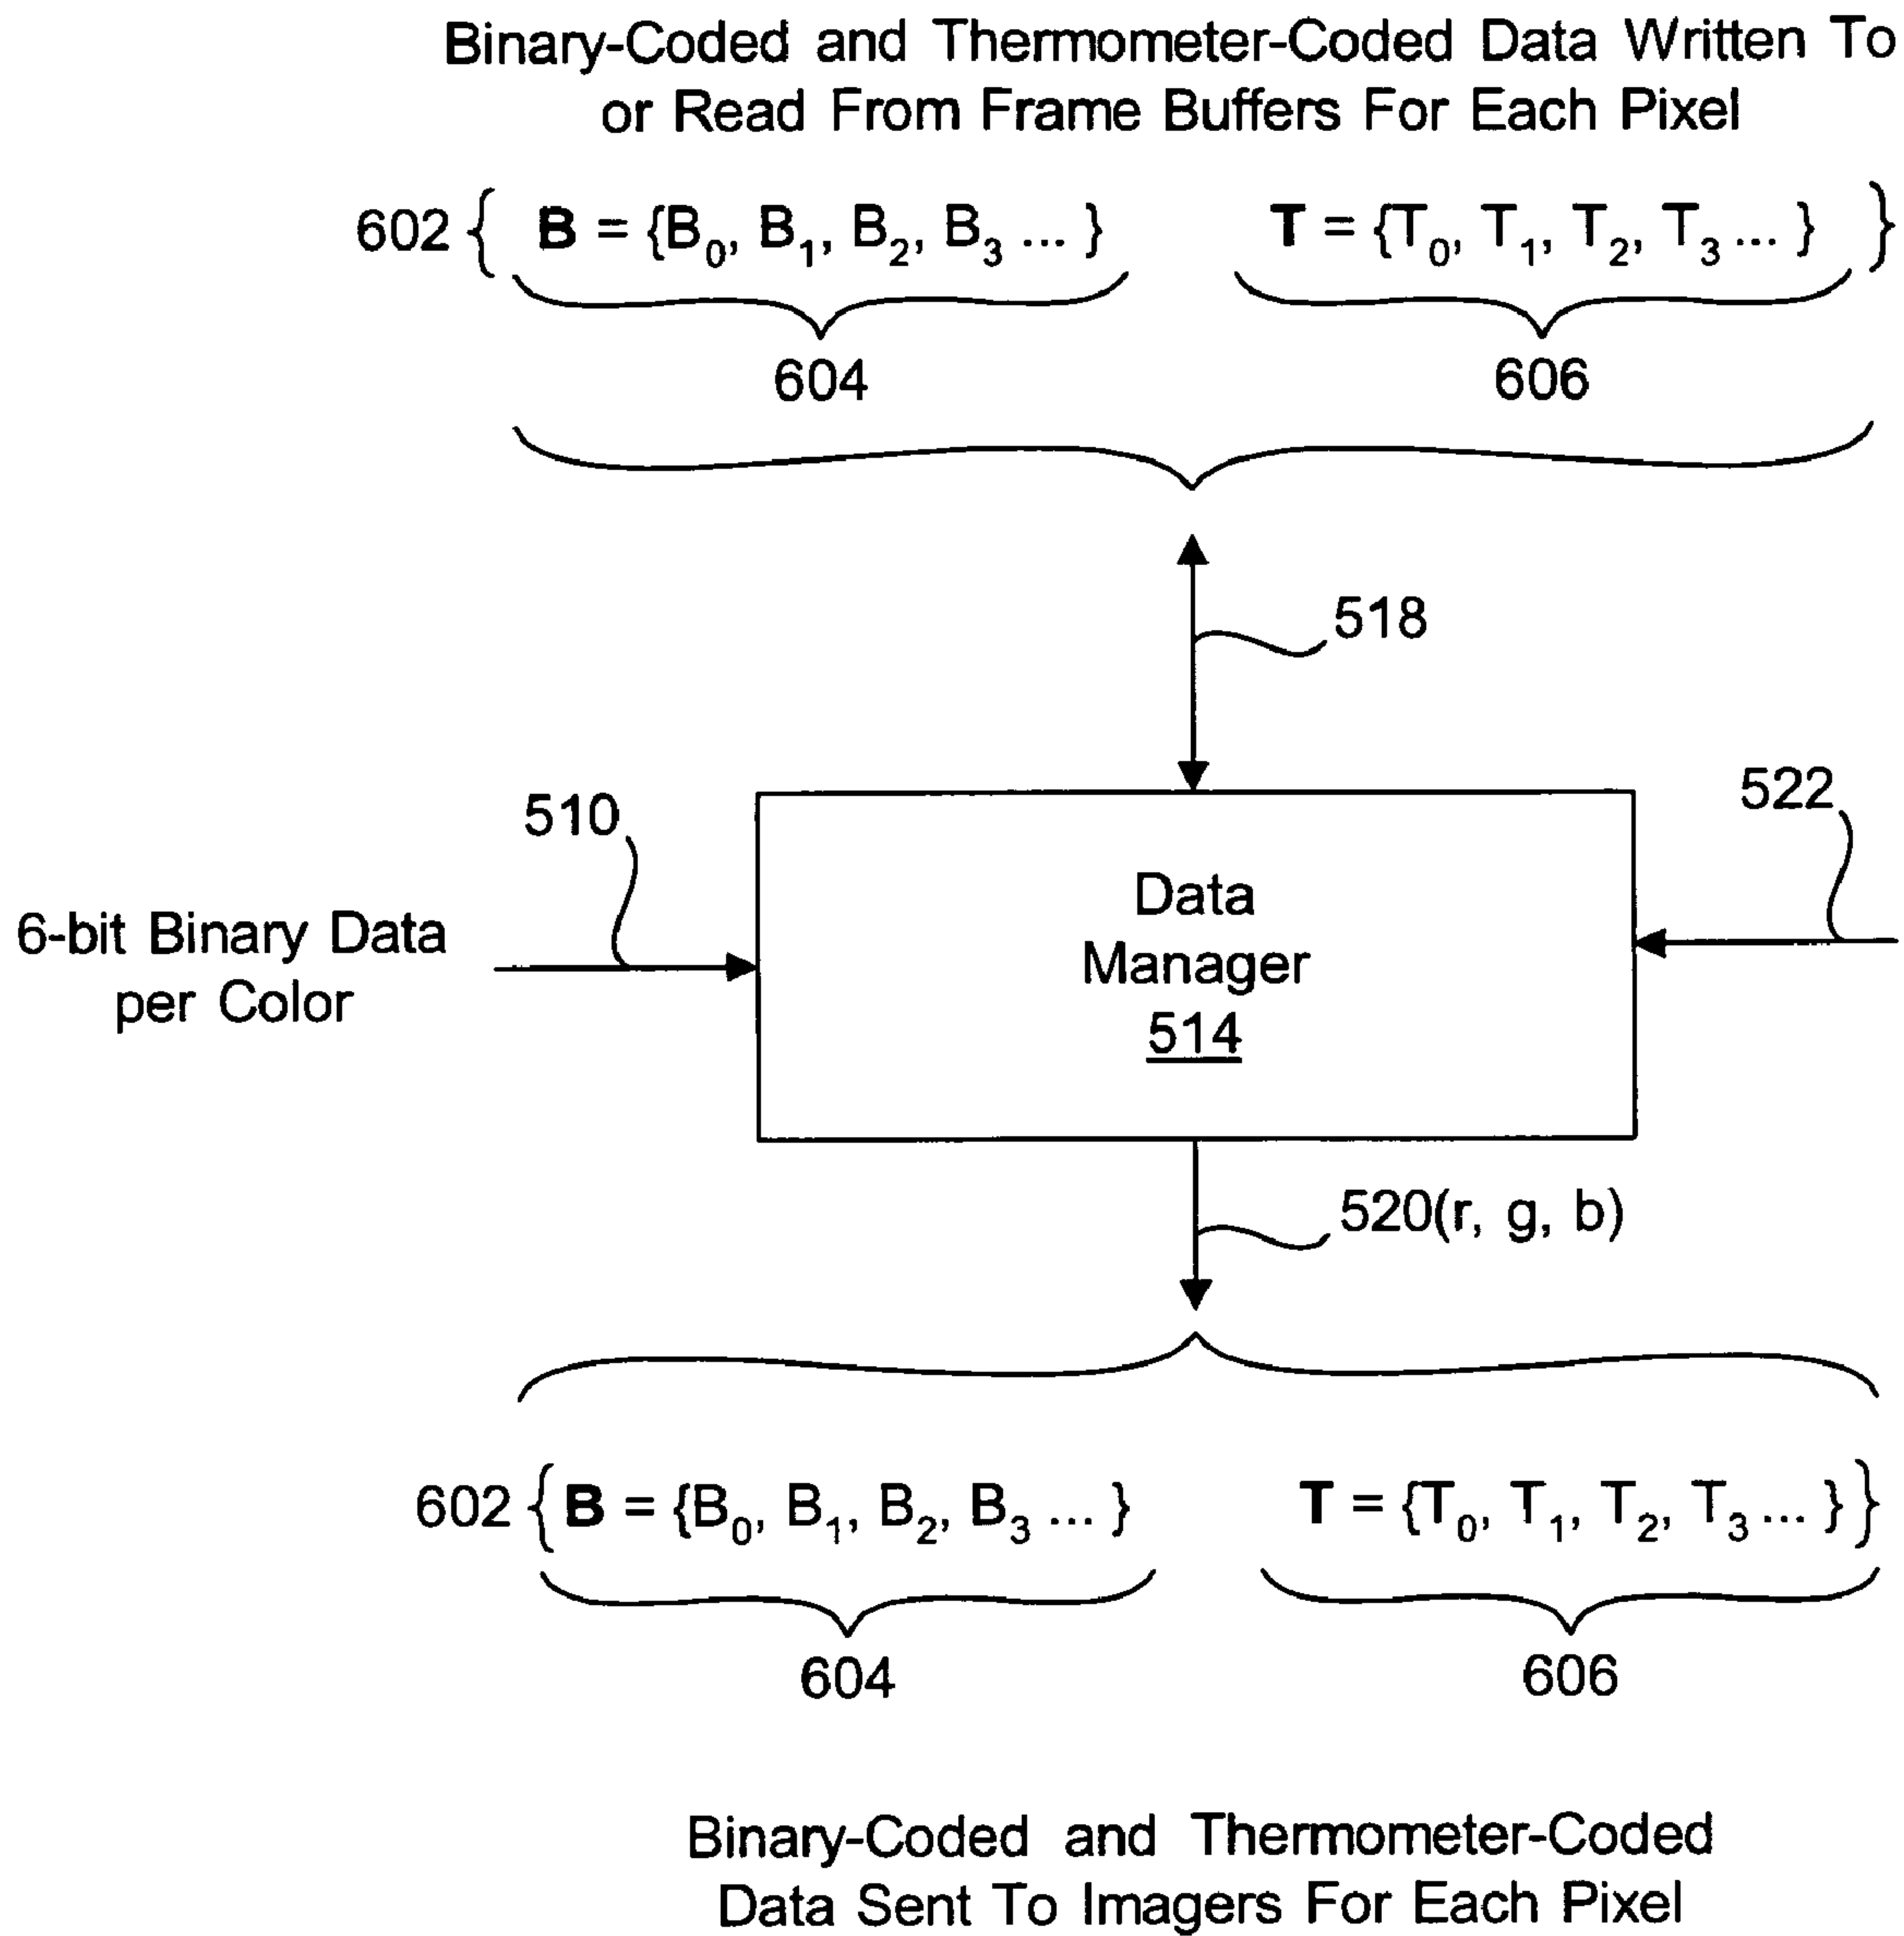 Binary-Coded and Thermometer-Coded Data Written To
or Read From Frame Buffers For Each Pixel
602 { B = {B0, B1, B2, B3 ... } T = {T0, T1, T2, T3 ... } }
604 606
518
510 522
6-bit Binary Data
per Color
Data
Manager
514
520(r, g, b)
602 { B = {B0, B1, B2, B3 ... } T = {T0, T1, T2, T3 ... } }
604 606
Binary-Coded and Thermometer-Coded
Data Sent To Imagers For Each Pixel